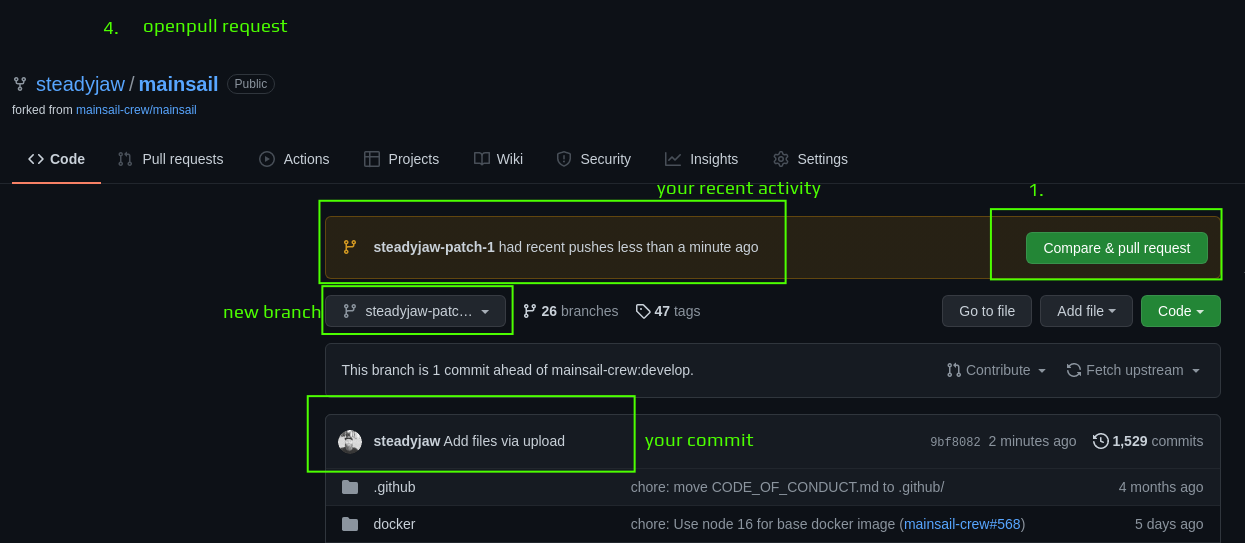 4. openpull request
steadyjaw / mainsail Public
forked from mainsail-crew/mainsail
Code Pull requests Actions Projects Wiki Security Insights Settings
your recent activity 1.
steadyjaw-patch-1 had recent pushes less than a minute ago Compare & pull request
new branch steadyjaw-patc… 26 branches 47 tags Go to file Add file Code
This branch is 1 commit ahead of mainsail-crew:develop. Contribute Fetch upstream
steadyjaw Add files via upload your commit 9bf8082 2 minutes ago 1,529 commits
.github chore: move CODE_OF_CONDUCT.md to .github/ 4 months ago
docker chore: Use node 16 for base docker image (mainsail-crew#568) 5 days ago